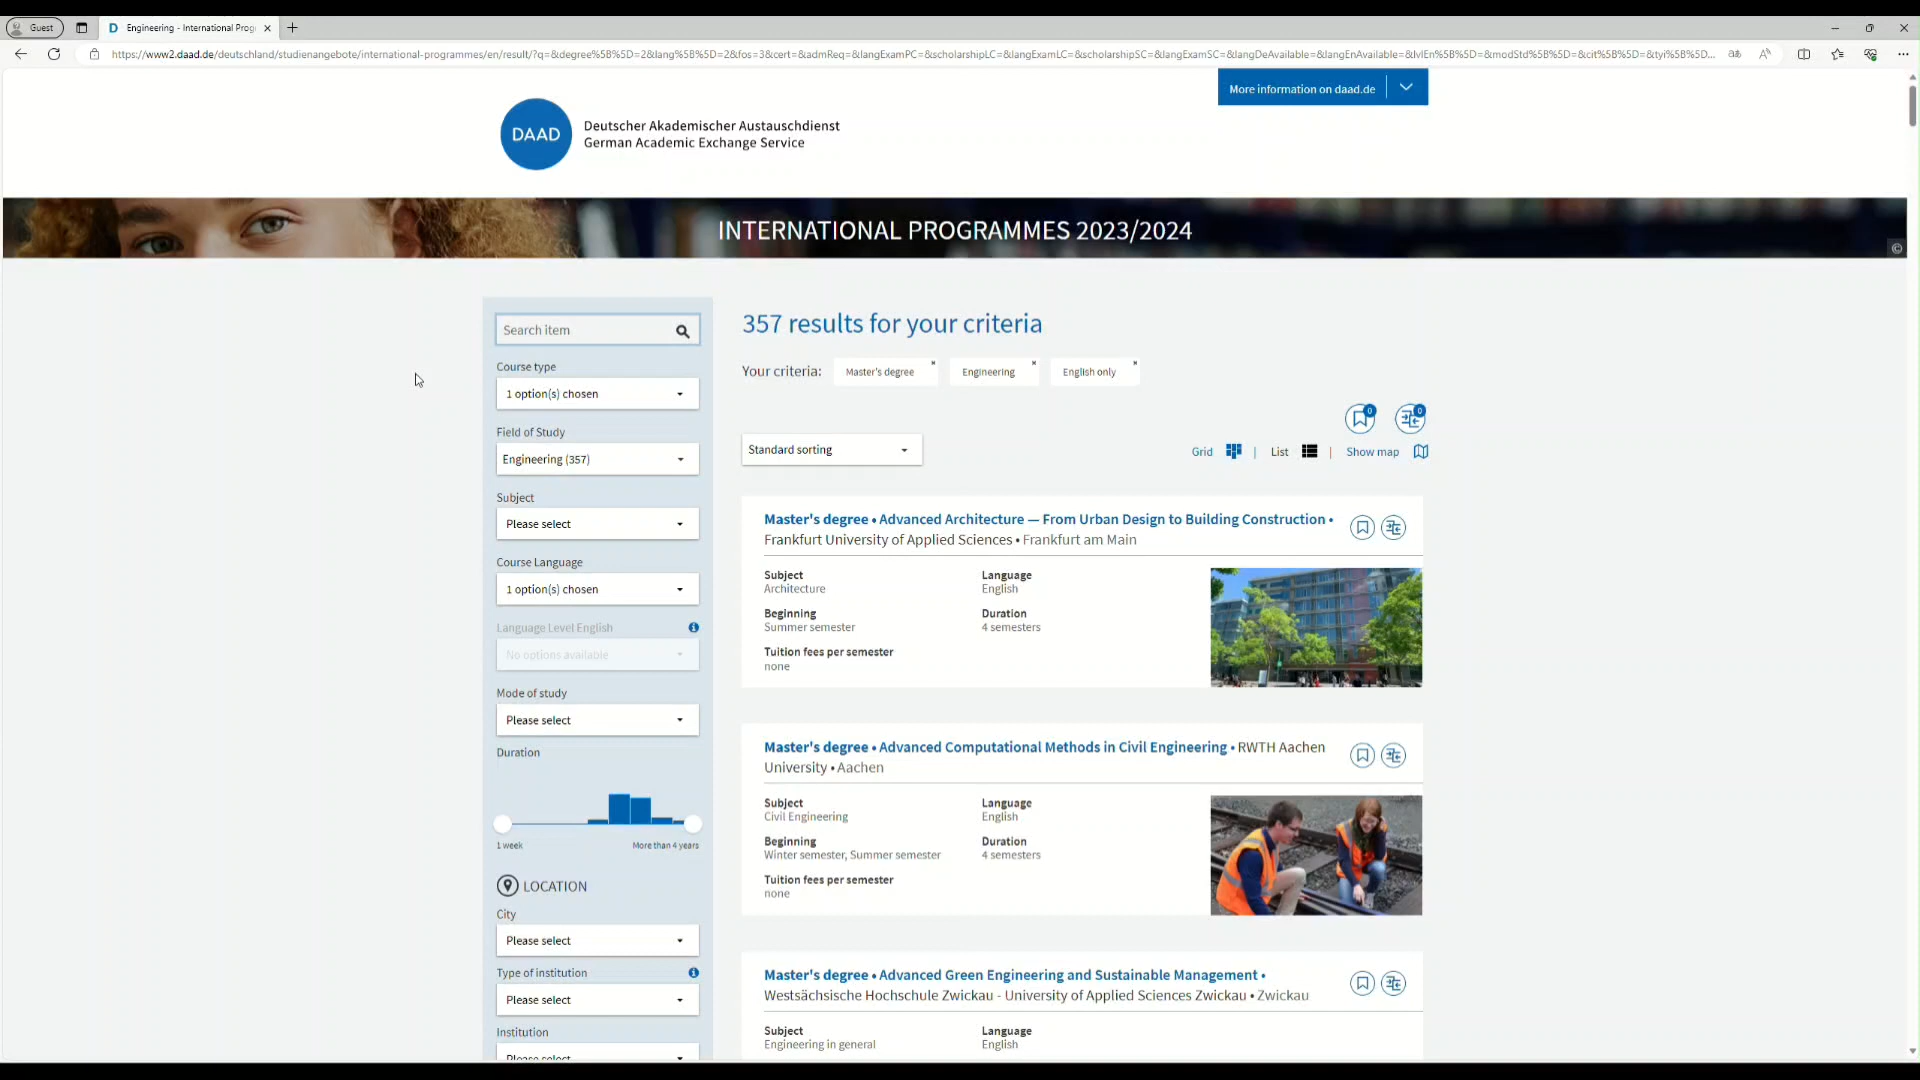 Guest
Engineering - International Prog
https://www2.daad.de/deutschland/studienangebote/international-programmes/en/result/?q=&degree%5B%5D=2&lang%5B%5D=2&fos=3&cert=&admReq=&langExamPC=&scholarshipLC=&langExamLC=&scholarshipSC=&langExamSC=&langDeAvailable=&langEnAvailable=&lvlEn%5B%5D=&modStd%5B%5D=&cit%5B%5D=&tyi%5B%5D...
More information on daad.de
DAAD
Deutscher Akademischer Austauschdienst
German Academic Exchange Service
INTERNATIONAL PROGRAMMES 2023/2024
Search item
Course type
1 option(s) chosen
Field of Study
Engineering (357)
Subject
Please select
Course Language
1 option(s) chosen
Language Level English
No options available
Mode of study
Please select
Duration
1 week More than 4 years
LOCATION
City
Please select
Type of institution
Please select
Institution
Please select
357 results for your criteria
Your criteria: Master's degree Engineering English only
0 0
Standard sorting
Grid | List | Show map
Master's degree • Advanced Architecture — From Urban Design to Building Construction •
Frankfurt University of Applied Sciences • Frankfurt am Main
Subject Language
Architecture English
Beginning Duration
Summer semester 4 semesters
Tuition fees per semester
none
Master's degree • Advanced Computational Methods in Civil Engineering • RWTH Aachen
University • Aachen
Subject Language
Civil Engineering English
Beginning Duration
Winter semester, Summer semester 4 semesters
Tuition fees per semester
none
Master's degree • Advanced Green Engineering and Sustainable Management •
Westsächsische Hochschule Zwickau - University of Applied Sciences Zwickau • Zwickau
Subject Language
Engineering in general English